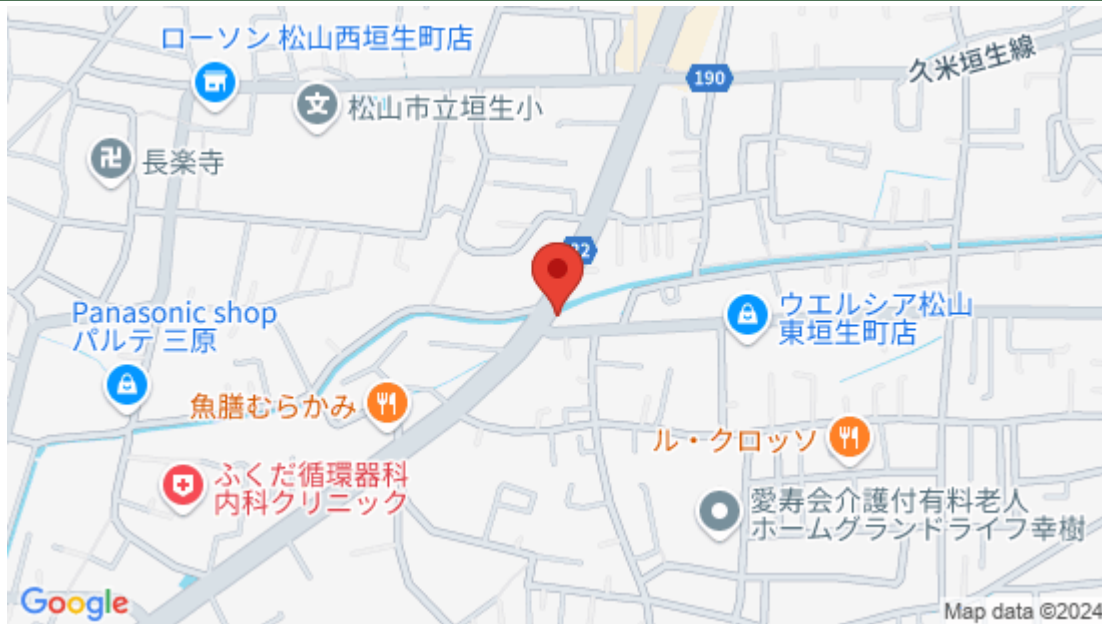 ローソン 松山西垣生町店
190
久米垣生線
文
松山市立垣生小
卍
長楽寺
Panasonic shop
パルテ 三原
ウエルシア松山
東垣生町店
魚膳むらかみ
ル・クロッソ
ふくだ循環器科
内科クリニック
愛寿会介護付有料老人
ホームグランドライフ幸樹
Google
Map data ©2024